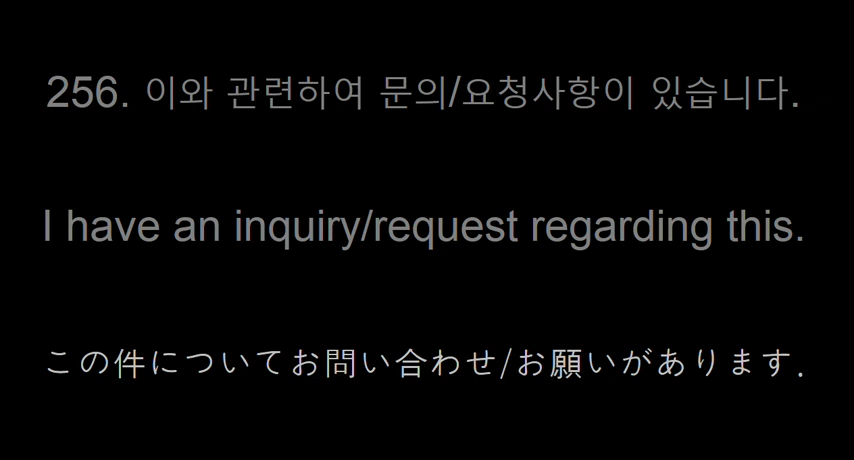 256. 이와 관련하여 문의/요청사항이 있습니다.
I have an inquiry/request regarding this.
この件についてお問い合わせ/お願いがあります.